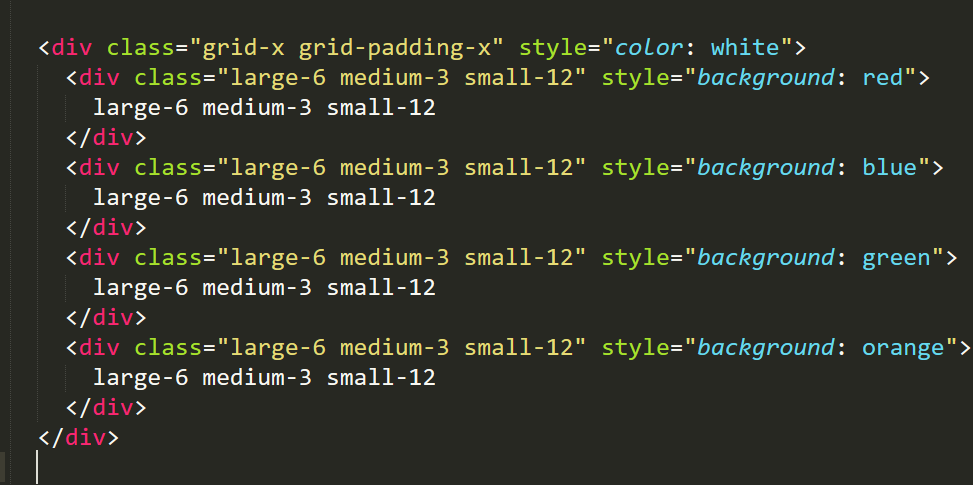 <div class="grid-x grid-padding-x" style="color: white">
  <div class="large-6 medium-3 small-12" style="background: red">
    large-6 medium-3 small-12
  </div>
  <div class="large-6 medium-3 small-12" style="background: blue">
    large-6 medium-3 small-12
  </div>
  <div class="large-6 medium-3 small-12" style="background: green">
    large-6 medium-3 small-12
  </div>
  <div class="large-6 medium-3 small-12" style="background: orange">
    large-6 medium-3 small-12
  </div>
</div>